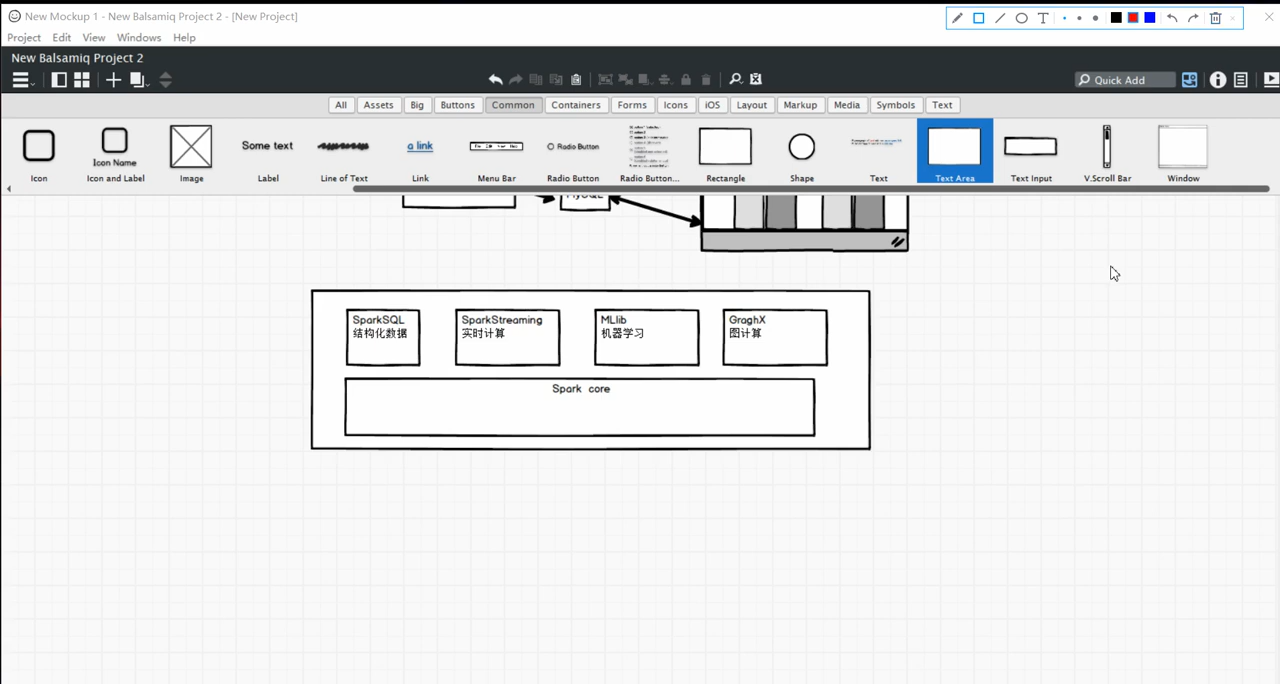 New Mockup 1 - New Balsamiq Project 2 - [New Project]
Project Edit View Windows Help
New Balsamiq Project 2
Quick Add
All Assets Big Buttons Common Containers Forms Icons iOS Layout Markup Media Symbols Text
Icon Name
Some text
a link
Radio Button
Icon Icon and Label Image Label Line of Text Link Menu Bar Radio Button Radio Button... Rectangle Shape Text Text Area Text Input V.Scroll Bar Window
MySQL
SparkSQL
结构化数据
SparkStreaming
实时计算
MLlib
机器学习
GraghX
图计算
Spark core